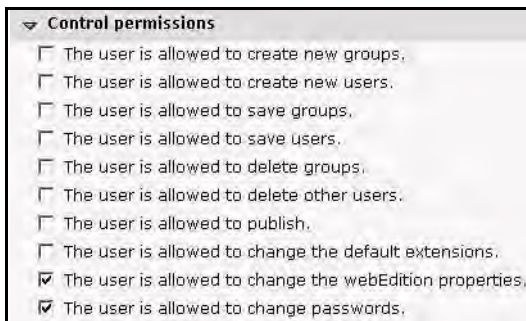 Control permissions
The user is allowed to create new groups.
The user is allowed to create new users.
The user is allowed to save groups.
The user is allowed to save users.
The user is allowed to delete groups.
The user is allowed to delete other users.
The user is allowed to publish.
The user is allowed to change the default extensions.
The user is allowed to change the webEdition properties.
The user is allowed to change passwords.